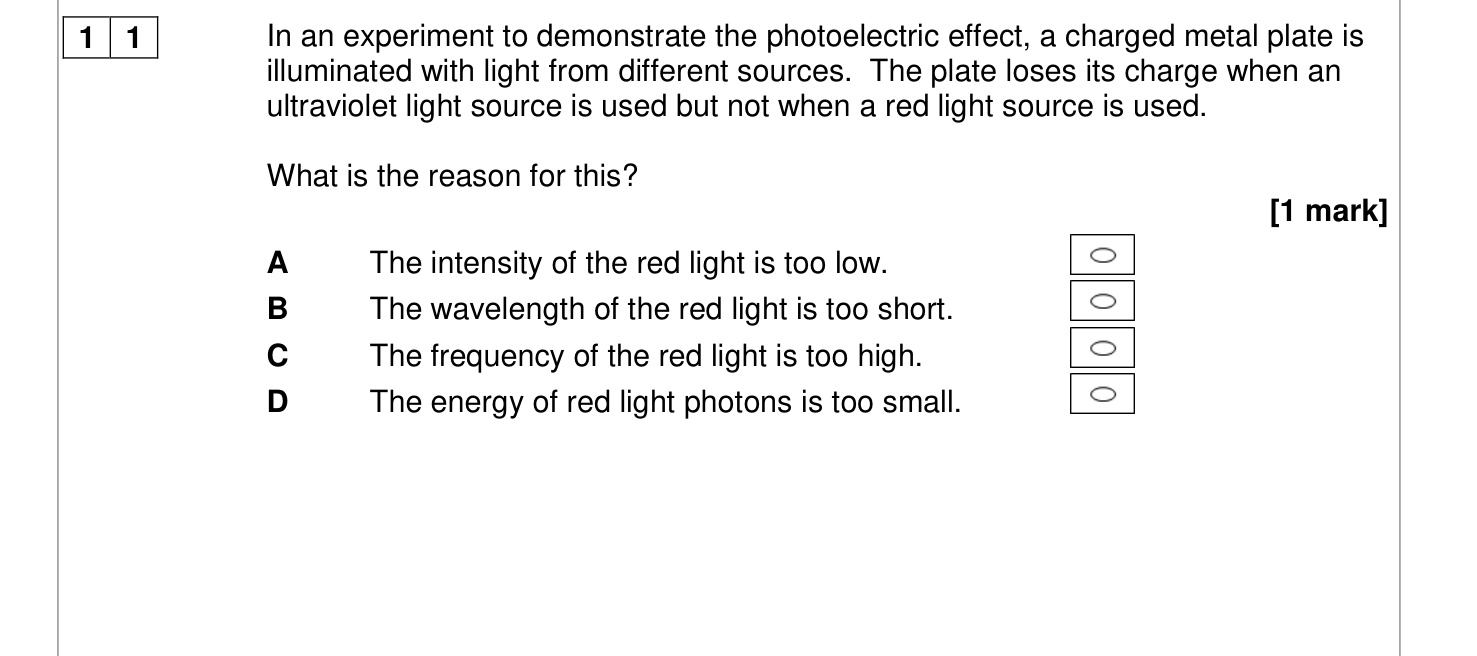 1 1 In an experiment to demonstrate the photoelectric effect, a charged metal plate is
illuminated with light from different sources. The plate loses its charge when an
ultraviolet light source is used but not when a red light source is used.
What is the reason for this?
[1 mark]
A The intensity of the red light is too low.
B The wavelength of the red light is too short.
C The frequency of the red light is too high.
D The energy of red light photons is too small.